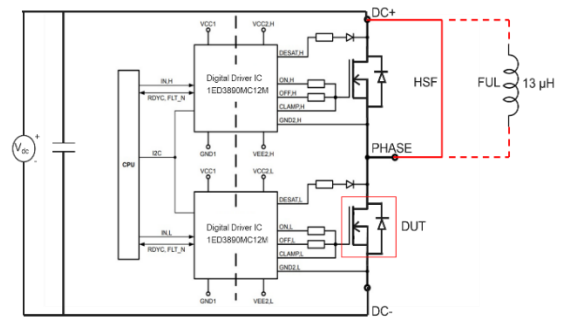 DC+
VCC1
VCC2,H
DESAT,H
Digital Driver IC
1ED3890MC12M
IN,H
RDYC, FLT_N
ON,H
OFF,H
CLAMP,H
GND2,H
GND1
VEE2,H
HSF
FUL
13 µH
Vdc
+
-
CPU
I2C
PHASE
VCC1
VCC2,L
DESAT,L
Digital Driver IC
1ED3890MC12M
IN,L
RDYC, FLT_N
ON,L
OFF,L
CLAMP,L
GND2,L
GND1
VEE2,L
DUT
DC-